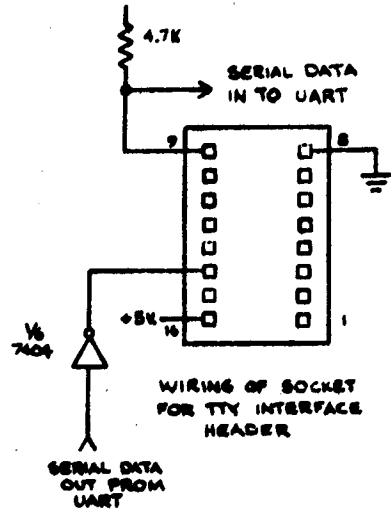 4.7K
SERIAL DATA
IN TO UART
9
8
+5V
16
1
1/6
7404
WIRING OF SOCKET
FOR TTY INTERFACE
HEADER
SERIAL DATA
OUT FROM
UART